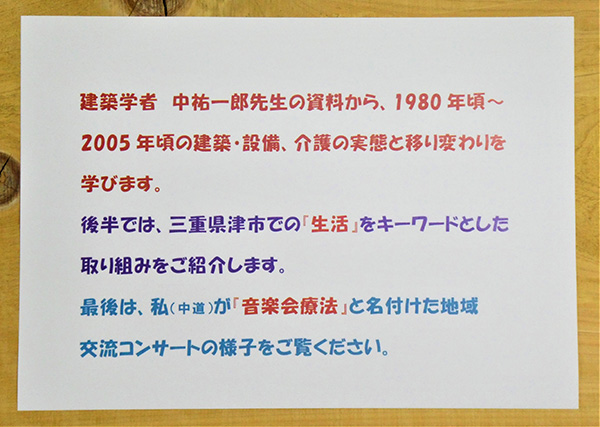 建築学者　中祐一郎先生の資料から、1980年頃～
2005年頃の建築・設備、介護の実態と移り変わりを
学びます。
後半では、三重県津市での『生活』をキーワードとした
取り組みをご紹介します。
最後は、私（中道）が『音楽会療法』と名付けた地域
交流コンサートの様子をご覧ください。